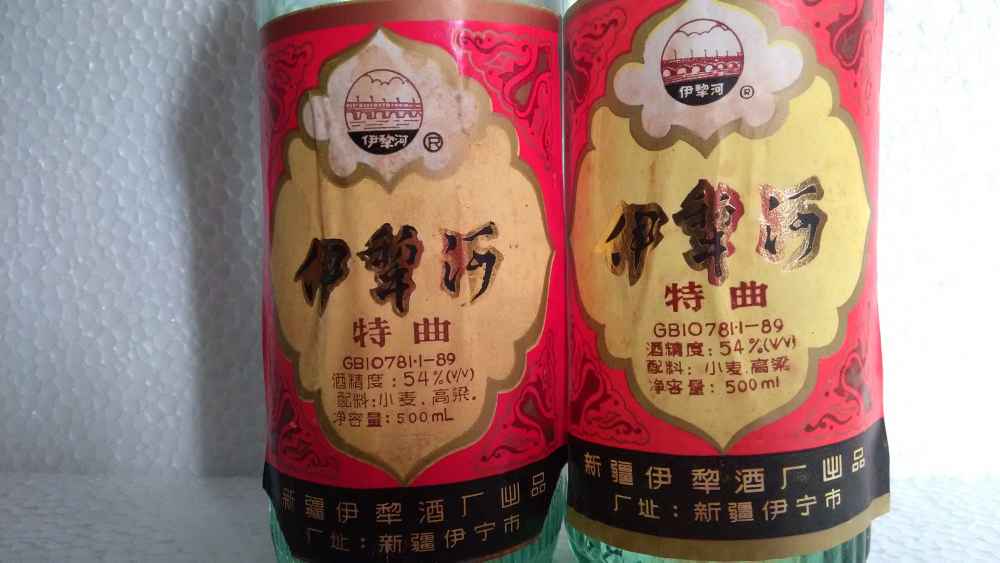 伊犁河
®
伊犁河
特曲
GB10781·1-89
酒精度：54%(V/V)
配料:小麦.高粱.
净容量:500mL
新疆伊犁酒厂出品
厂址：新疆伊宁市
伊犁河
®
伊犁河
特曲
GB10781·1-89
酒精度：54%(V/V)
配料：小麦.高粱
净容量：500ml
新疆伊犁酒厂出品
厂址：新疆伊宁市